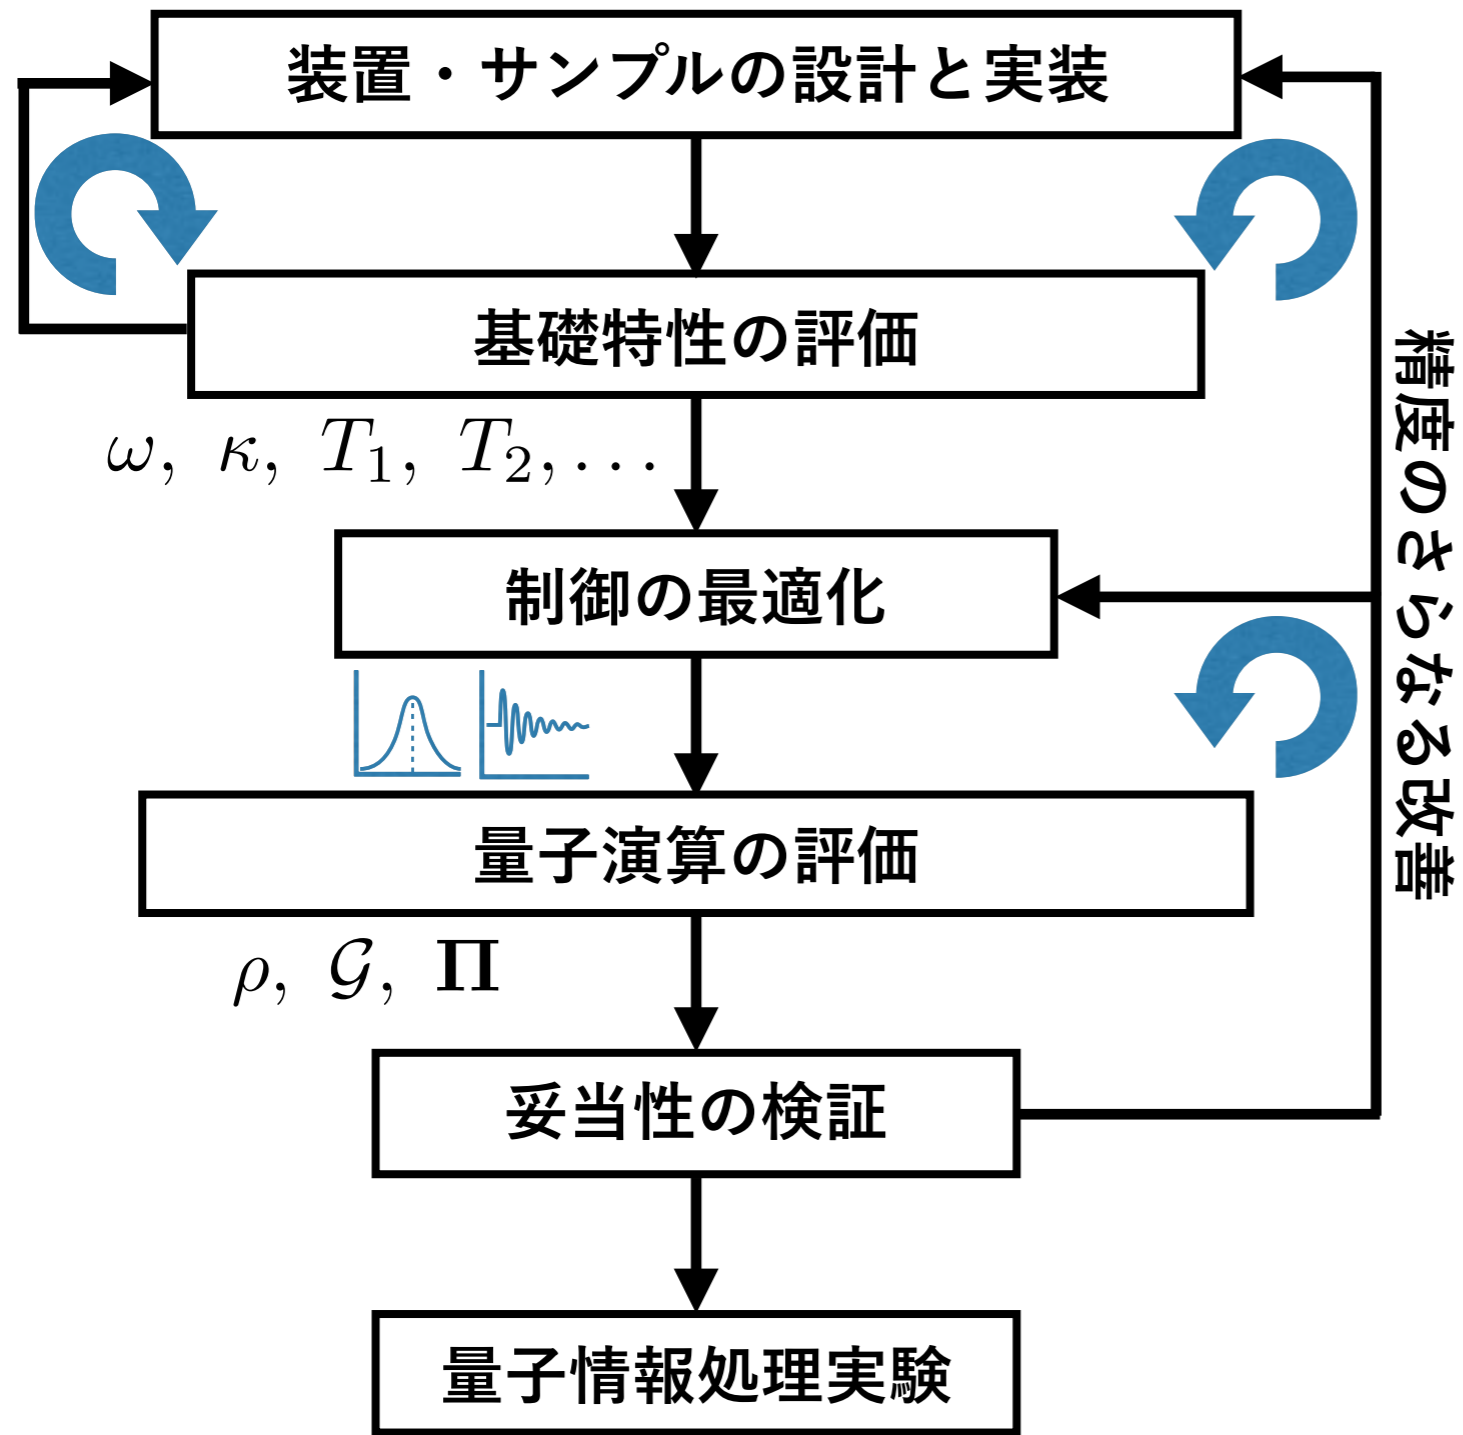 装置・サンプルの設計と実装
基礎特性の評価
ω, κ, T₁, T₂, . . .
制御の最適化
量子演算の評価
ρ, 𝒢, Π
妥当性の検証
量子情報処理実験
精度のさらなる改善